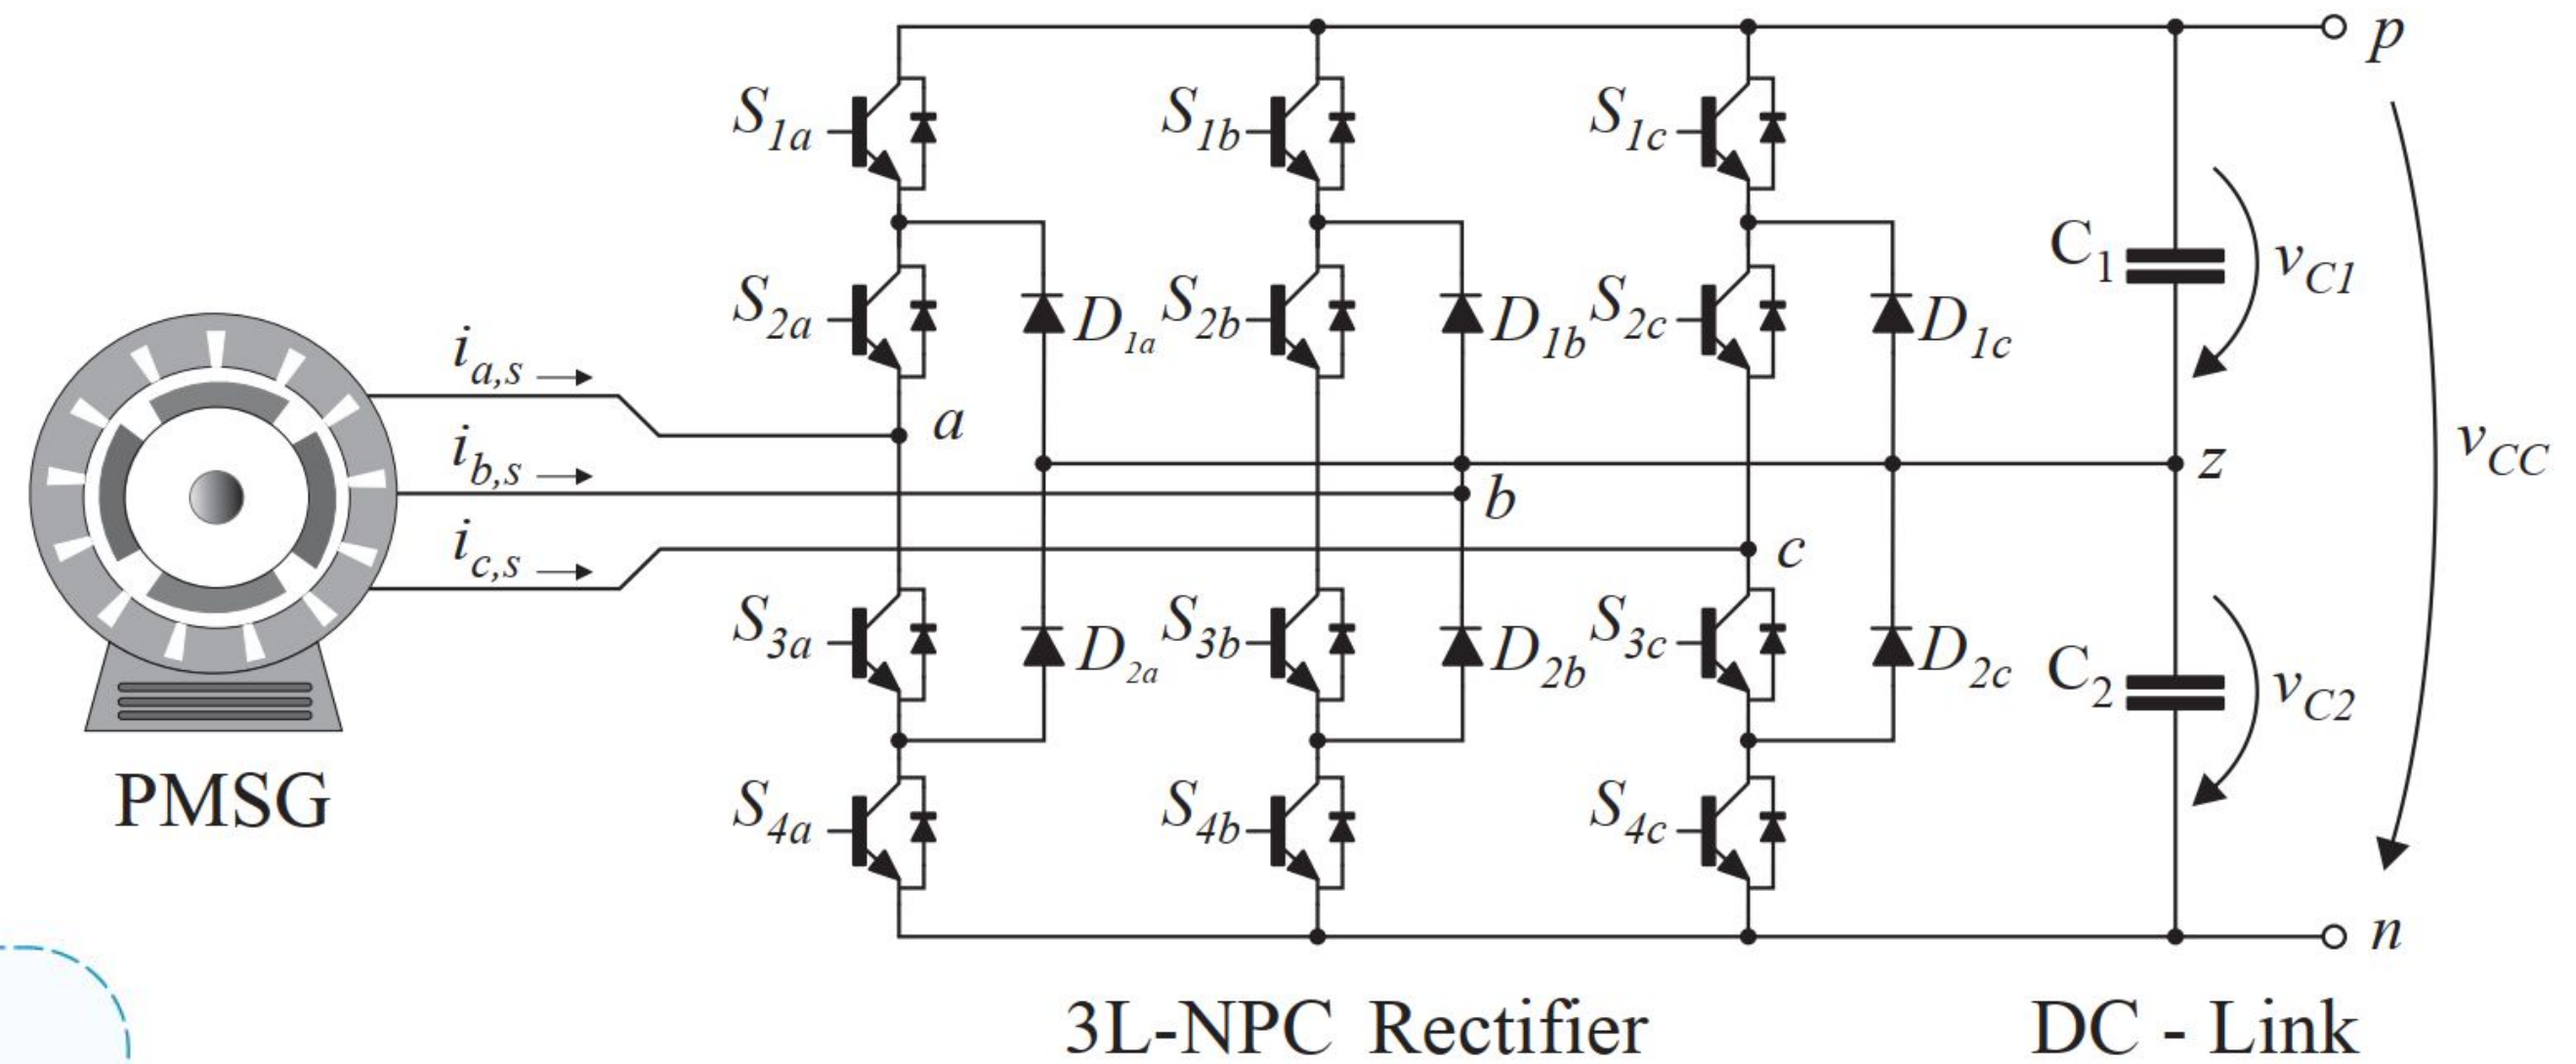 p
S1a
S1b
S1c
C1
vC1
S2a
D1a
S2b
D1b
S2c
D1c
ia,s
a
ib,s
z
vCC
b
ic,s
c
S3a
D2a
S3b
D2b
S3c
D2c
C2
vC2
PMSG
S4a
S4b
S4c
n
3L-NPC Rectifier
DC - Link